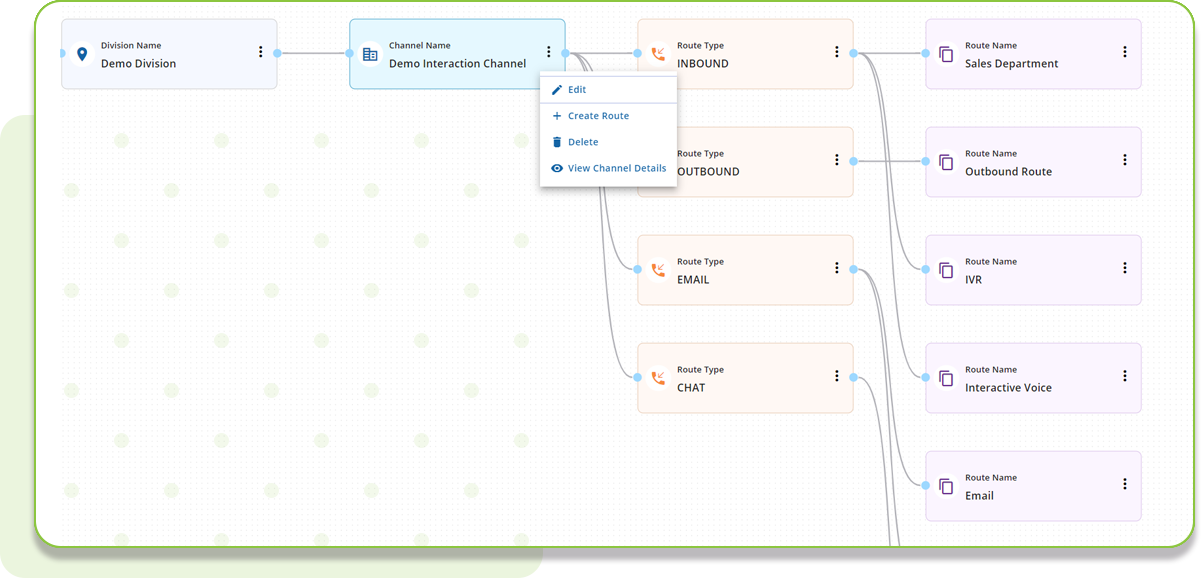 Division Name
Demo Division
Channel Name
Demo Interaction Channel
Edit
Create Route
Delete
View Channel Details
Route Type
INBOUND
Route Type
OUTBOUND
Route Type
EMAIL
Route Type
CHAT
Route Name
Sales Department
Route Name
Outbound Route
Route Name
IVR
Route Name
Interactive Voice
Route Name
Email